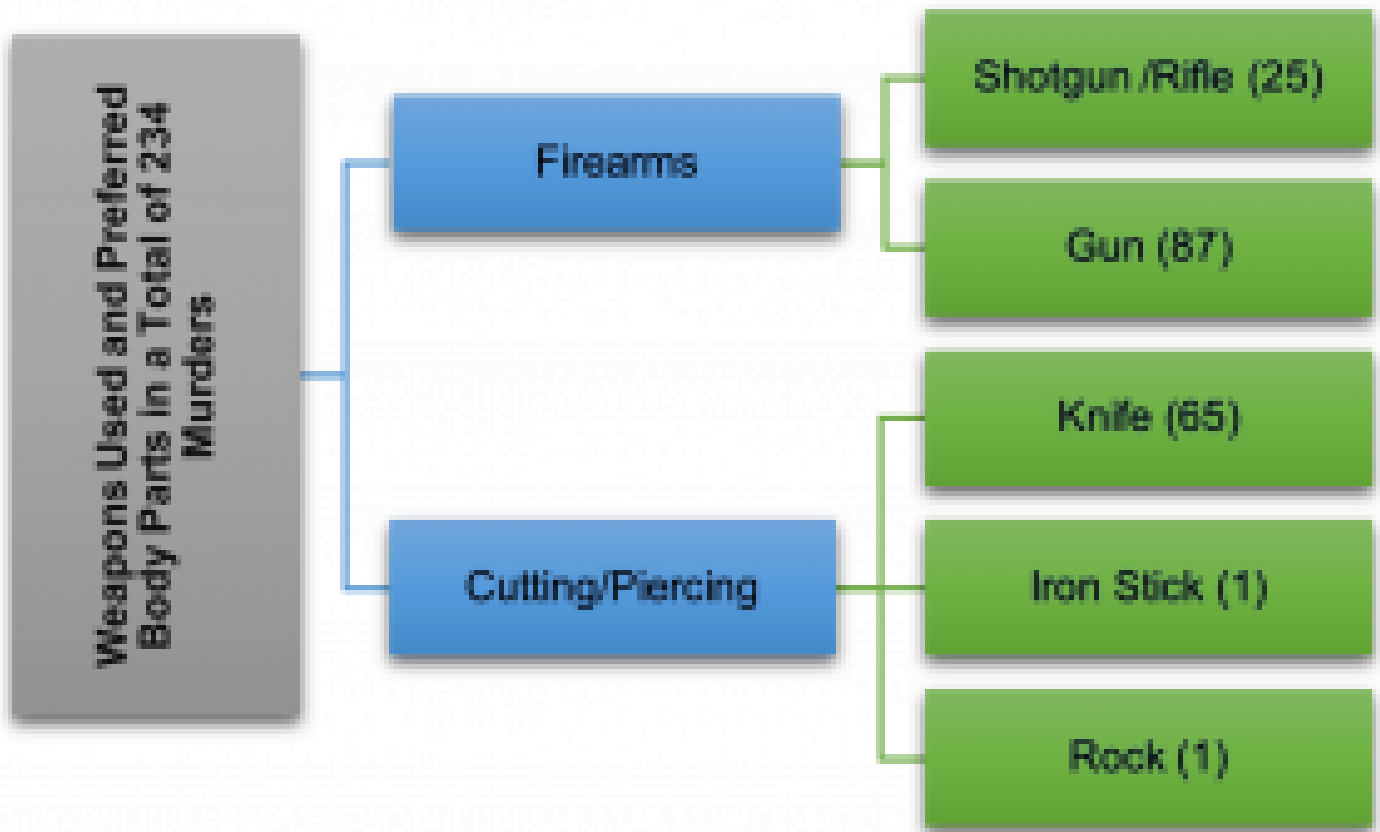 Weapons Used and Preferred
Body Parts in a Total of 234
Murders
Firearms
Shotgun/Rifle (25)
Gun (87)
Cutting/Piercing
Knife (65)
Iron Stick (1)
Rock (1)